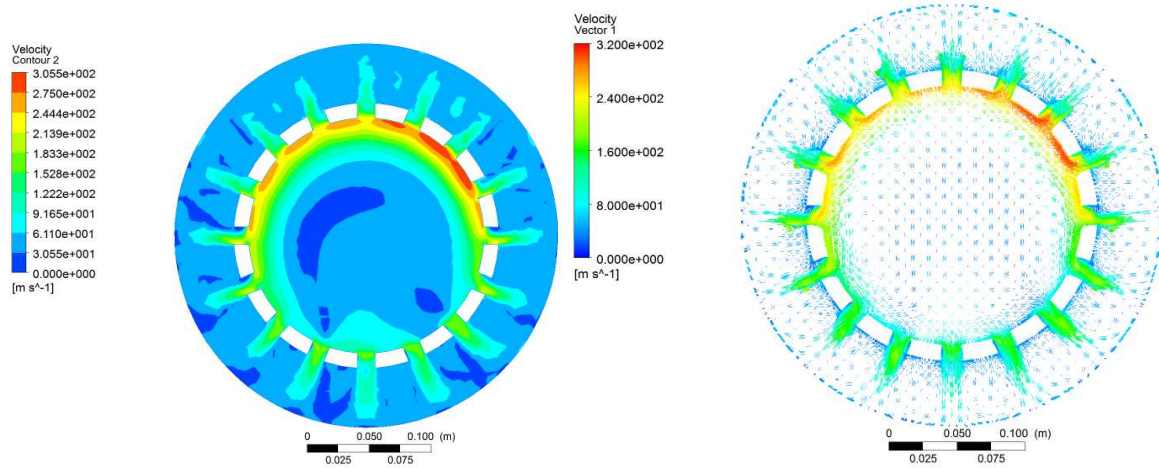 Velocity
Contour 2
3.055e+002
2.750e+002
2.444e+002
2.139e+002
1.833e+002
1.528e+002
1.222e+002
9.165e+001
6.110e+001
3.055e+001
0.000e+000
[m s^-1]
0 0.050 0.100 (m)
0.025 0.075
Velocity
Vector 1
3.200e+002
2.400e+002
1.600e+002
8.000e+001
0.000e+000
[m s^-1]
0 0.050 0.100 (m)
0.025 0.075